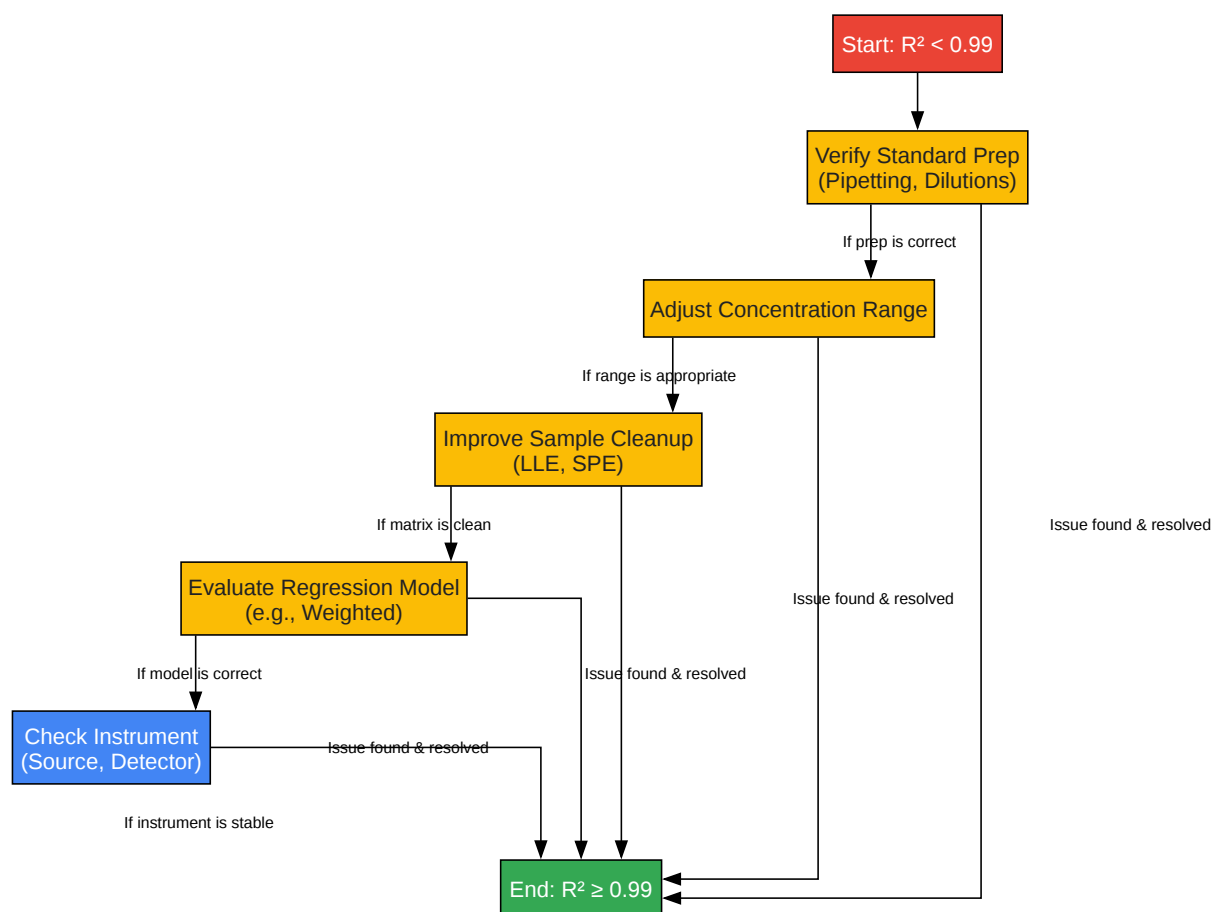 Start: R² < 0.99
Verify Standard Prep
(Pipetting, Dilutions)
If prep is correct
Adjust Concentration Range
If range is appropriate
Improve Sample Cleanup
(LLE, SPE)
If matrix is clean
Issue found & resolved
Evaluate Regression Model
(e.g., Weighted)
Issue found & resolved
If model is correct
Issue found & resolved
Check Instrument
(Source, Detector)
Issue found & resolved
If instrument is stable
End: R² ≥ 0.99